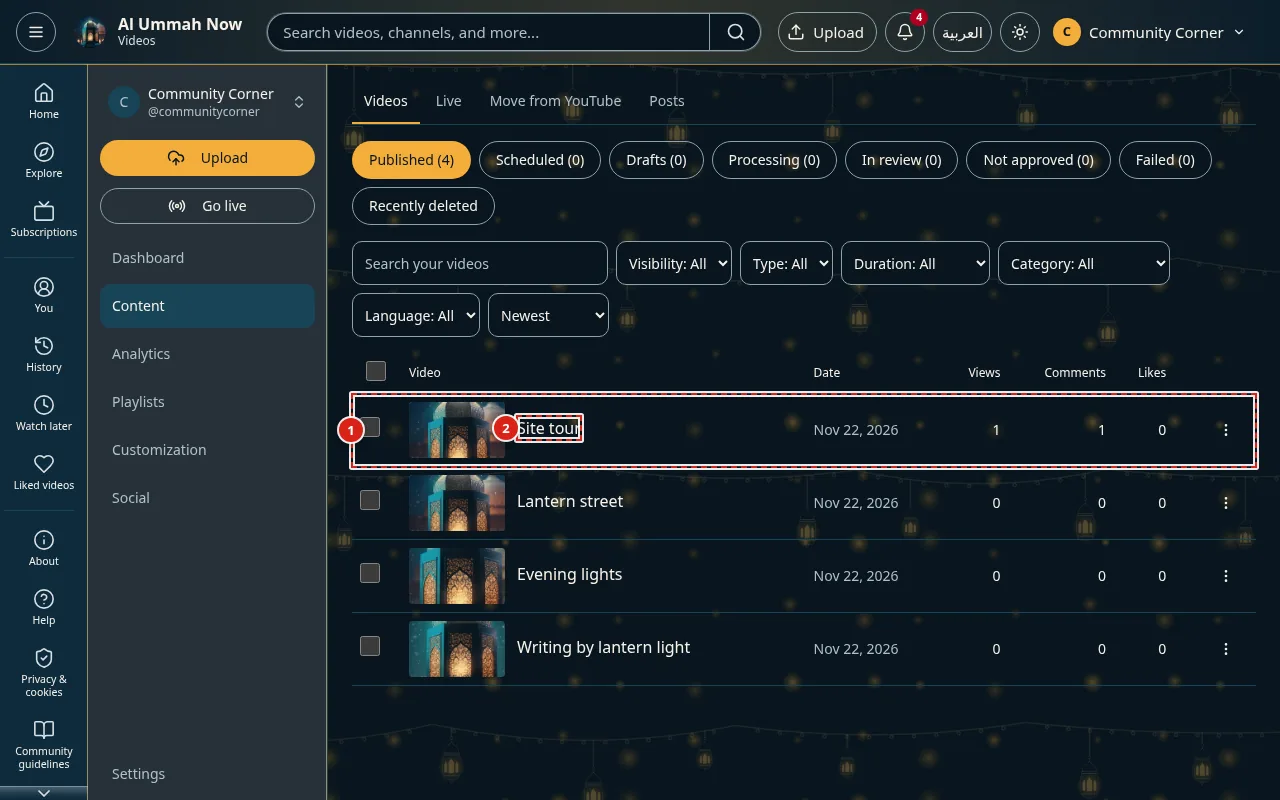 Al Ummah Now
Videos
Search videos, channels, and more...
Upload
4
العربية
C
Community Corner
Home
Explore
Subscriptions
You
History
Watch later
Liked videos
About
Help
Privacy & cookies
Community guidelines
C
Community Corner
@communitycorner
Upload
Go live
Dashboard
Content
Analytics
Playlists
Customization
Social
Settings
Videos Live Move from YouTube Posts
Published (4) Scheduled (0) Drafts (0) Processing (0) In review (0) Not approved (0) Failed (0)
Recently deleted
Search your videos Visibility: All Type: All Duration: All Category: All
Language: All Newest
Video Date Views Comments Likes
1 2 Site tour Nov 22, 2026 1 1 0
Lantern street Nov 22, 2026 0 0 0
Evening lights Nov 22, 2026 0 0 0
Writing by lantern light Nov 22, 2026 0 0 0